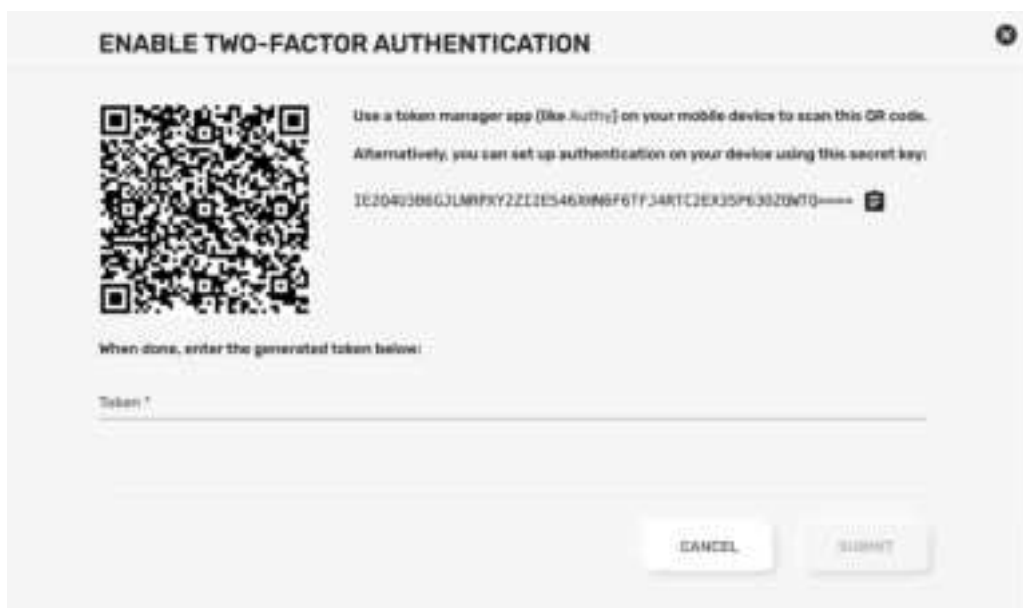 ENABLE TWO-FACTOR AUTHENTICATION
Use a token manager app (like Authy) on your mobile device to scan this QR code.
Alternatively, you can set up authentication on your device using this secret key:
When done, enter the generated token below:
Token *
CANCEL
SUBMIT